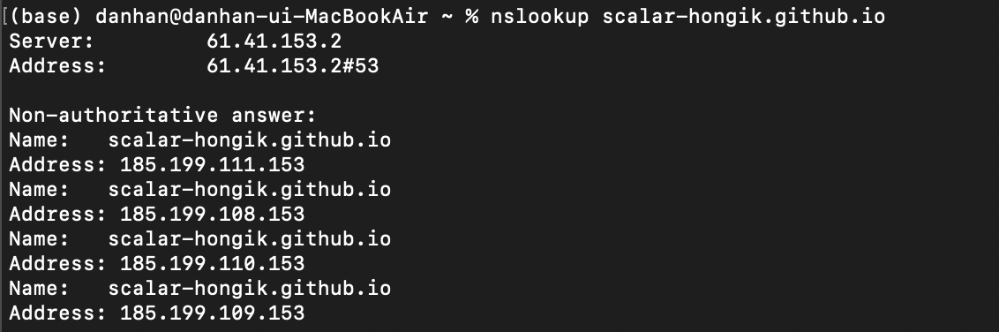 [(base) danhan@danhan-ui-MacBookAir ~ % nslookup scalar-hongik.github.io
Server: 61.41.153.2
Address: 61.41.153.2#53
Non-authoritative answer:
Name: scalar-hongik.github.io
Address: 185.199.111.153
Name: scalar-hongik.github.io
Address: 185.199.108.153
Name: scalar-hongik.github.io
Address: 185.199.110.153
Name: scalar-hongik.github.io
Address: 185.199.109.153